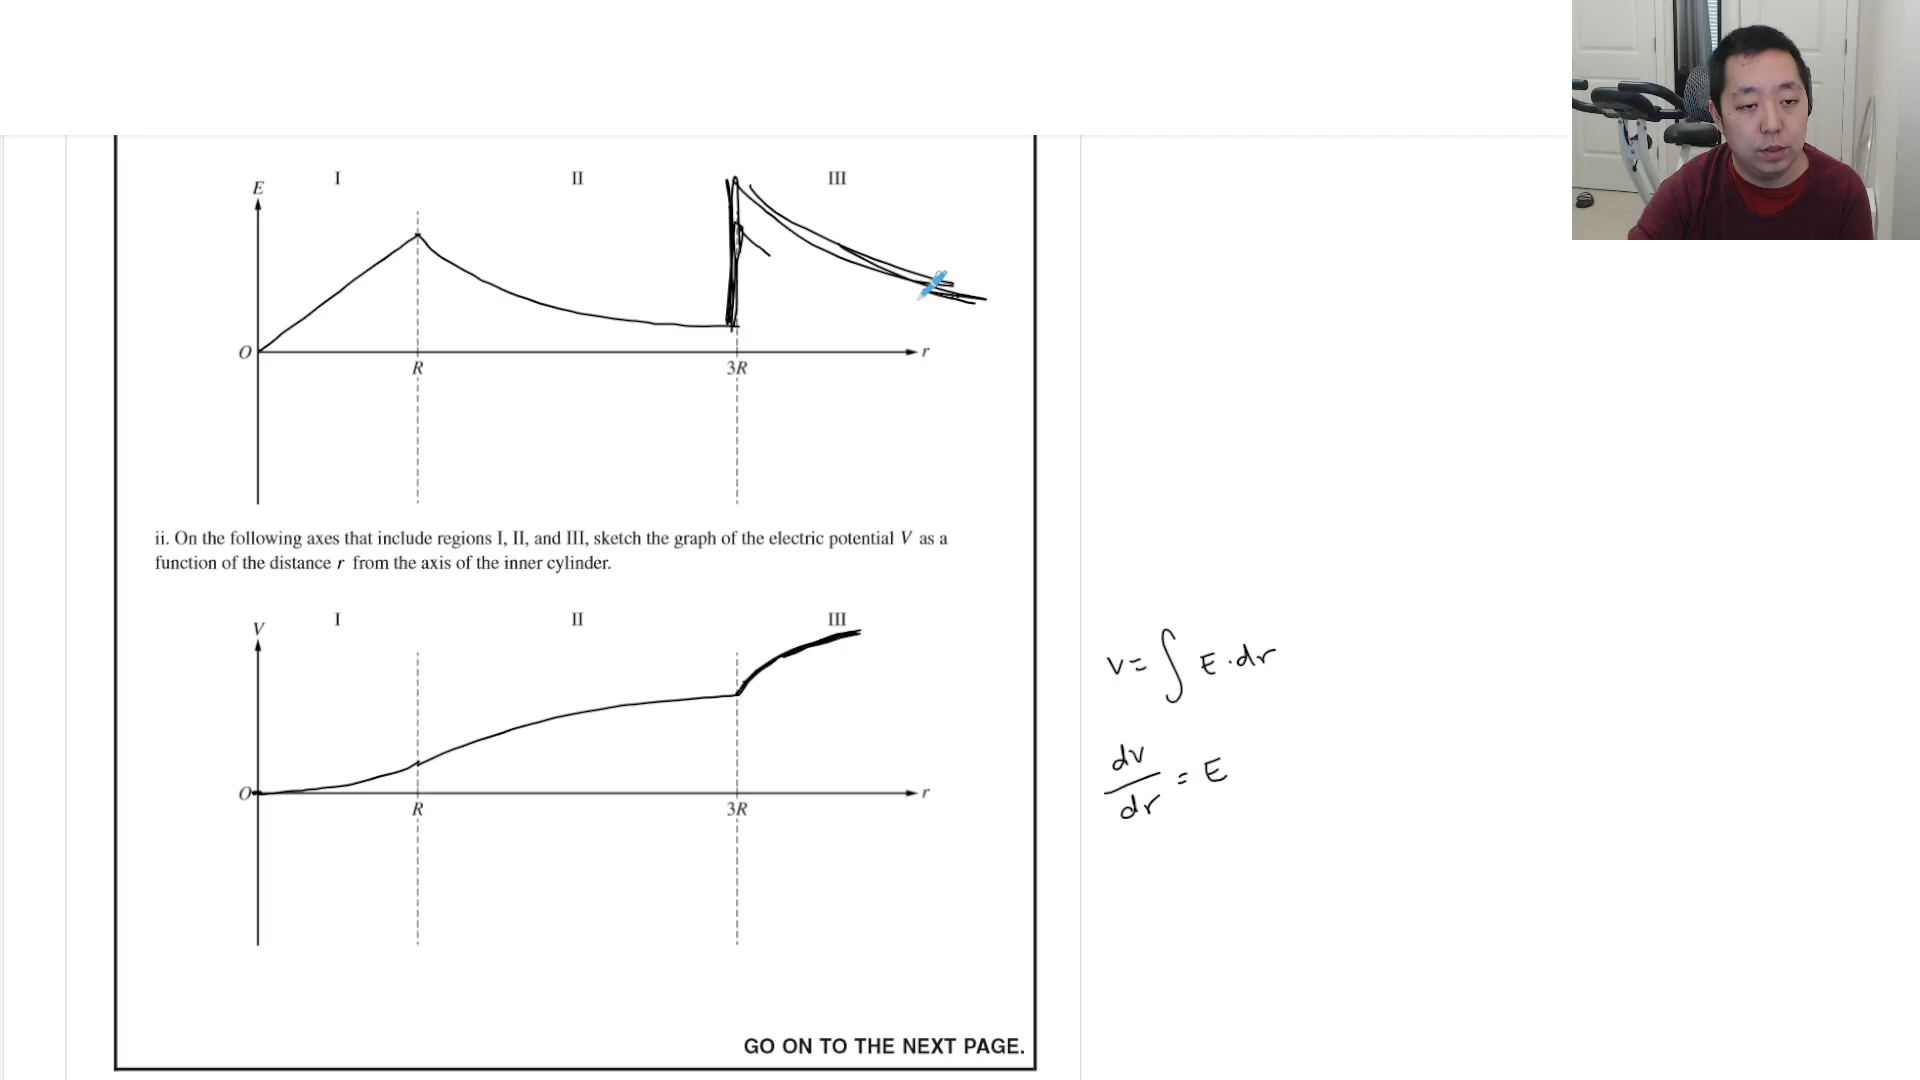 I II III
E
O R 3R r
ii. On the following axes that include regions I, II, and III, sketch the graph of the electric potential V as a
function of the distance r from the axis of the inner cylinder.
I II III
V
O R 3R r
V = ∫ E · dr
dv/dr = E
GO ON TO THE NEXT PAGE.